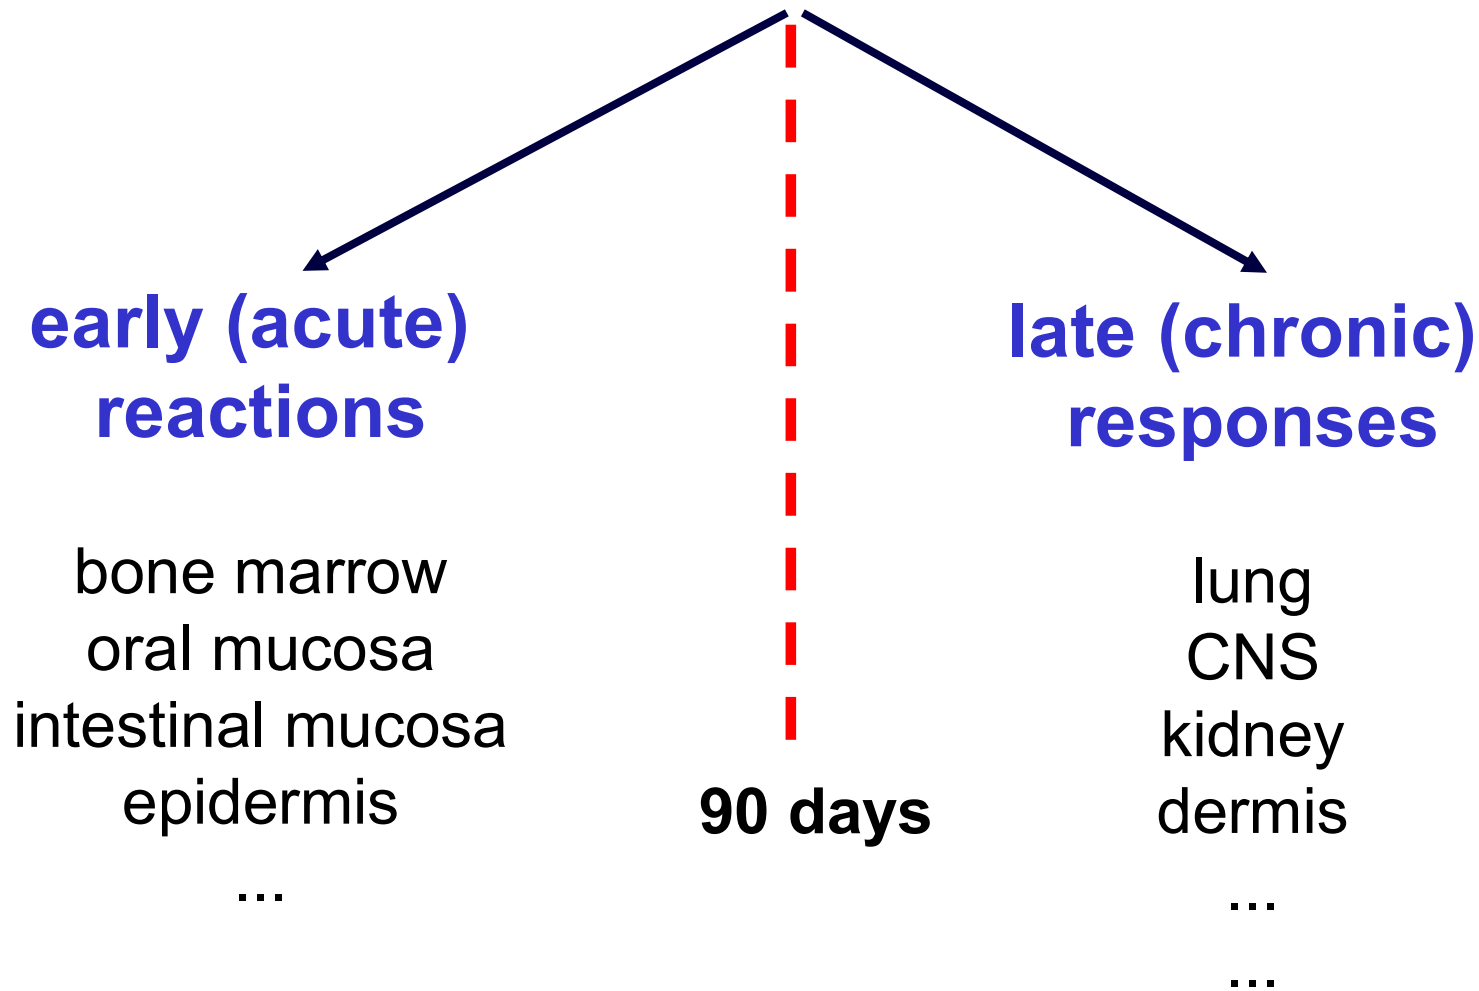 early (acute)
reactions
bone marrow
oral mucosa
intestinal mucosa
epidermis
...
90 days
late (chronic)
responses
lung
CNS
kidney
dermis
...
...